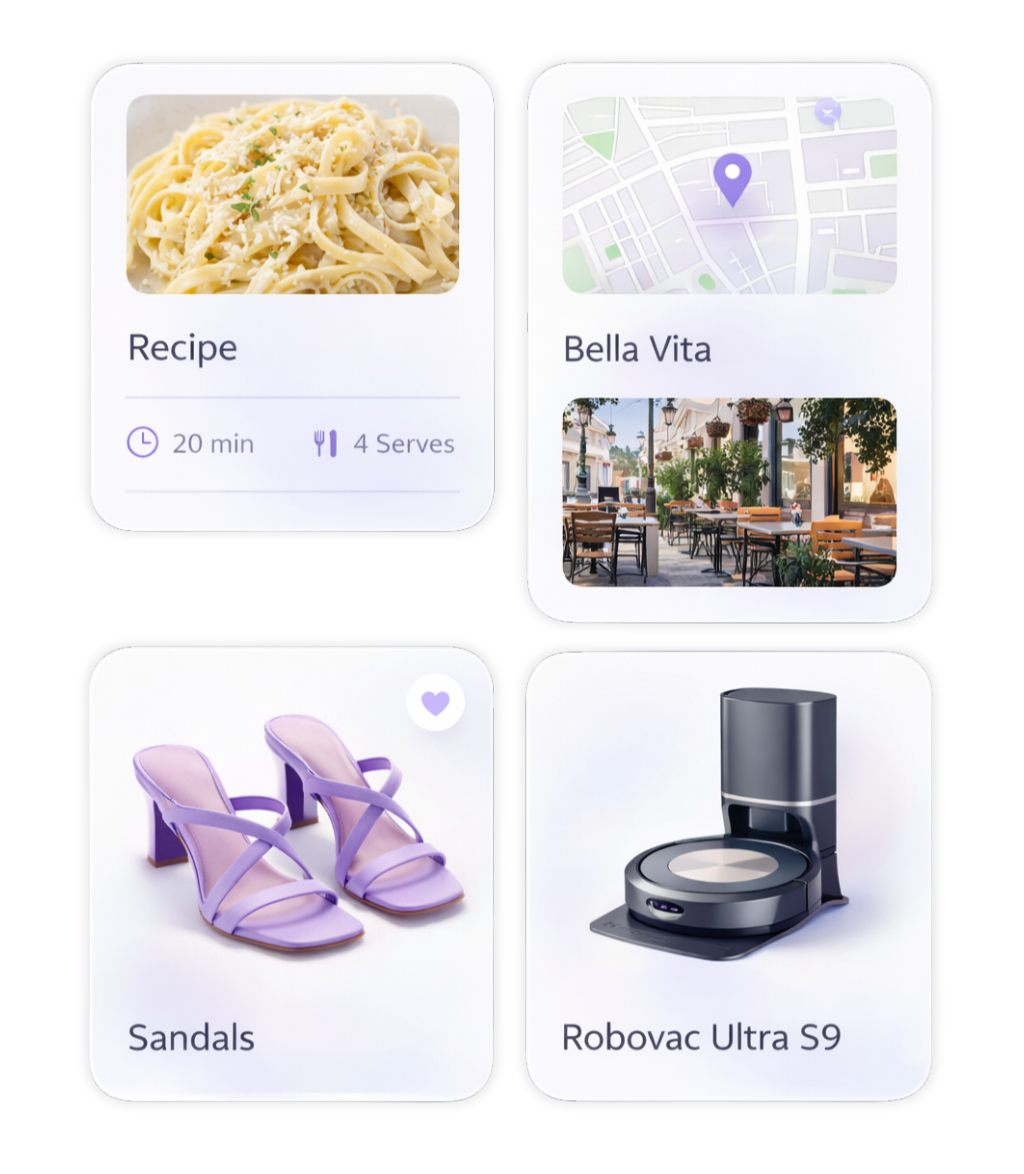 Recipe
20 min
4 Serves
Bella Vita
Sandals
Robovac Ultra S9